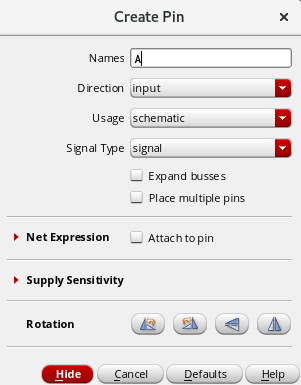 Create Pin
Names A
Direction input
Usage schematic
Signal Type signal
Expand busses
Place multiple pins
Net Expression Attach to pin
Supply Sensitivity
Rotation
Hide Cancel Defaults Help